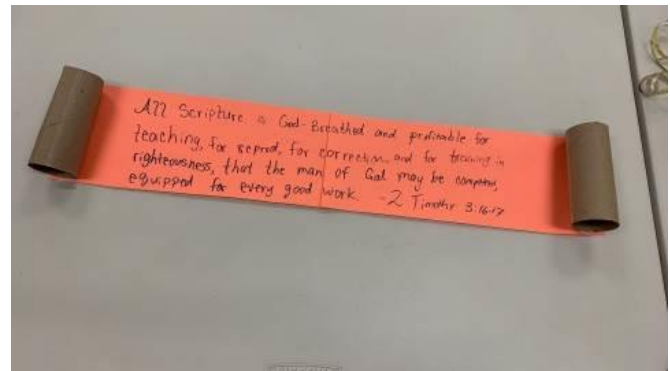 All Scripture is God-Breathed and profitable for
teaching, for reproof, for correction, and for training in
righteousness, that the man of God may be competent,
equipped for every good work. -2 Timothy 3:16-17